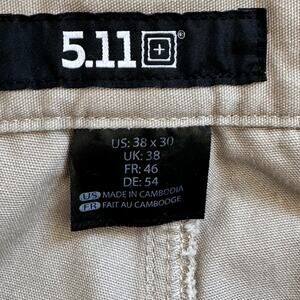 5.11®
US: 38 x 30
UK: 38
FR: 46
DE: 54
US MADE IN CAMBODIA
FR FAIT AU CAMBODGE